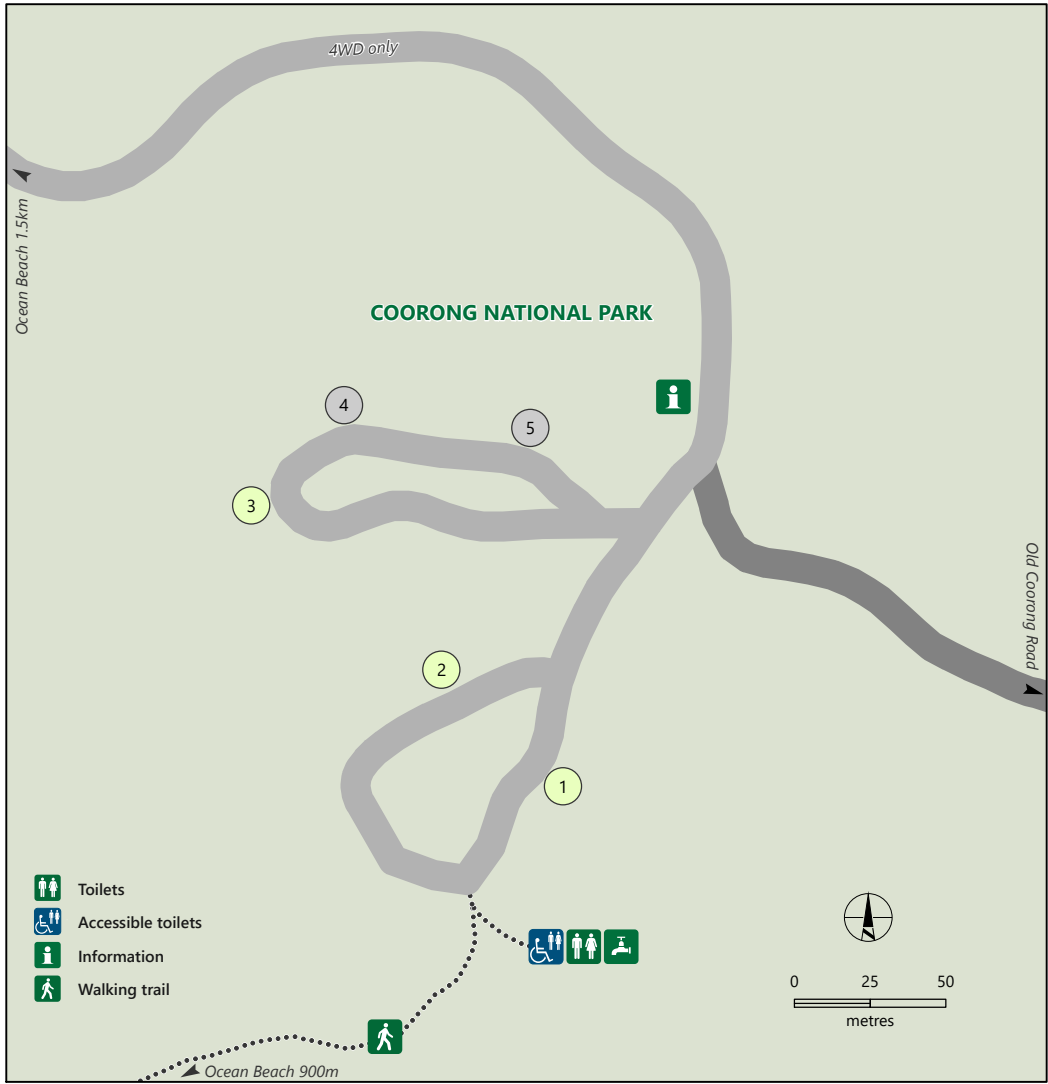 4WD only
Ocean Beach 1.5km
COORONG NATIONAL PARK
4
5
3
Old Coorong Road
2
1
Toilets
Accessible toilets
Information
Walking trail
0 25 50
metres
Ocean Beach 900m